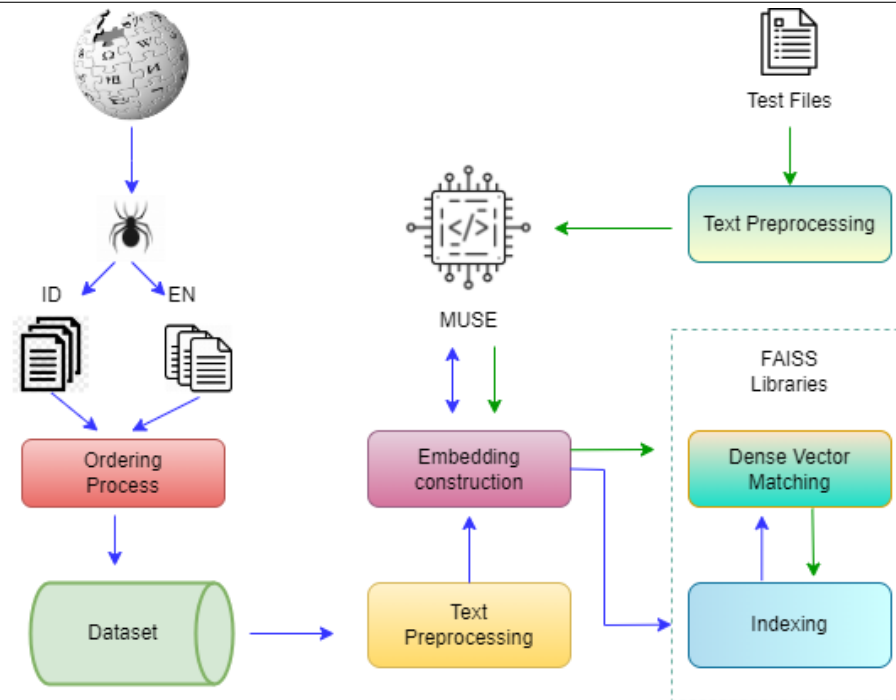 Test Files
Text Preprocessing
</>
ID
EN
MUSE
FAISS
Libraries
Ordering
Process
Embedding
construction
Dense Vector
Matching
Dataset
Text
Preprocessing
Indexing